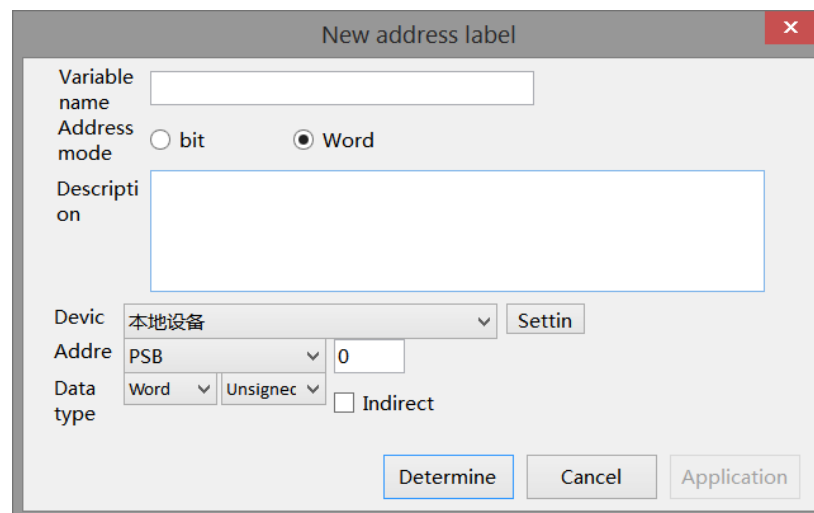 New address label
x
Variable
name
Address
mode
bit
Word
Descripti
on
Devic
本地设备
Settin
Addre
PSB
0
Data
type
Word
Unsignec
Indirect
Determine
Cancel
Application